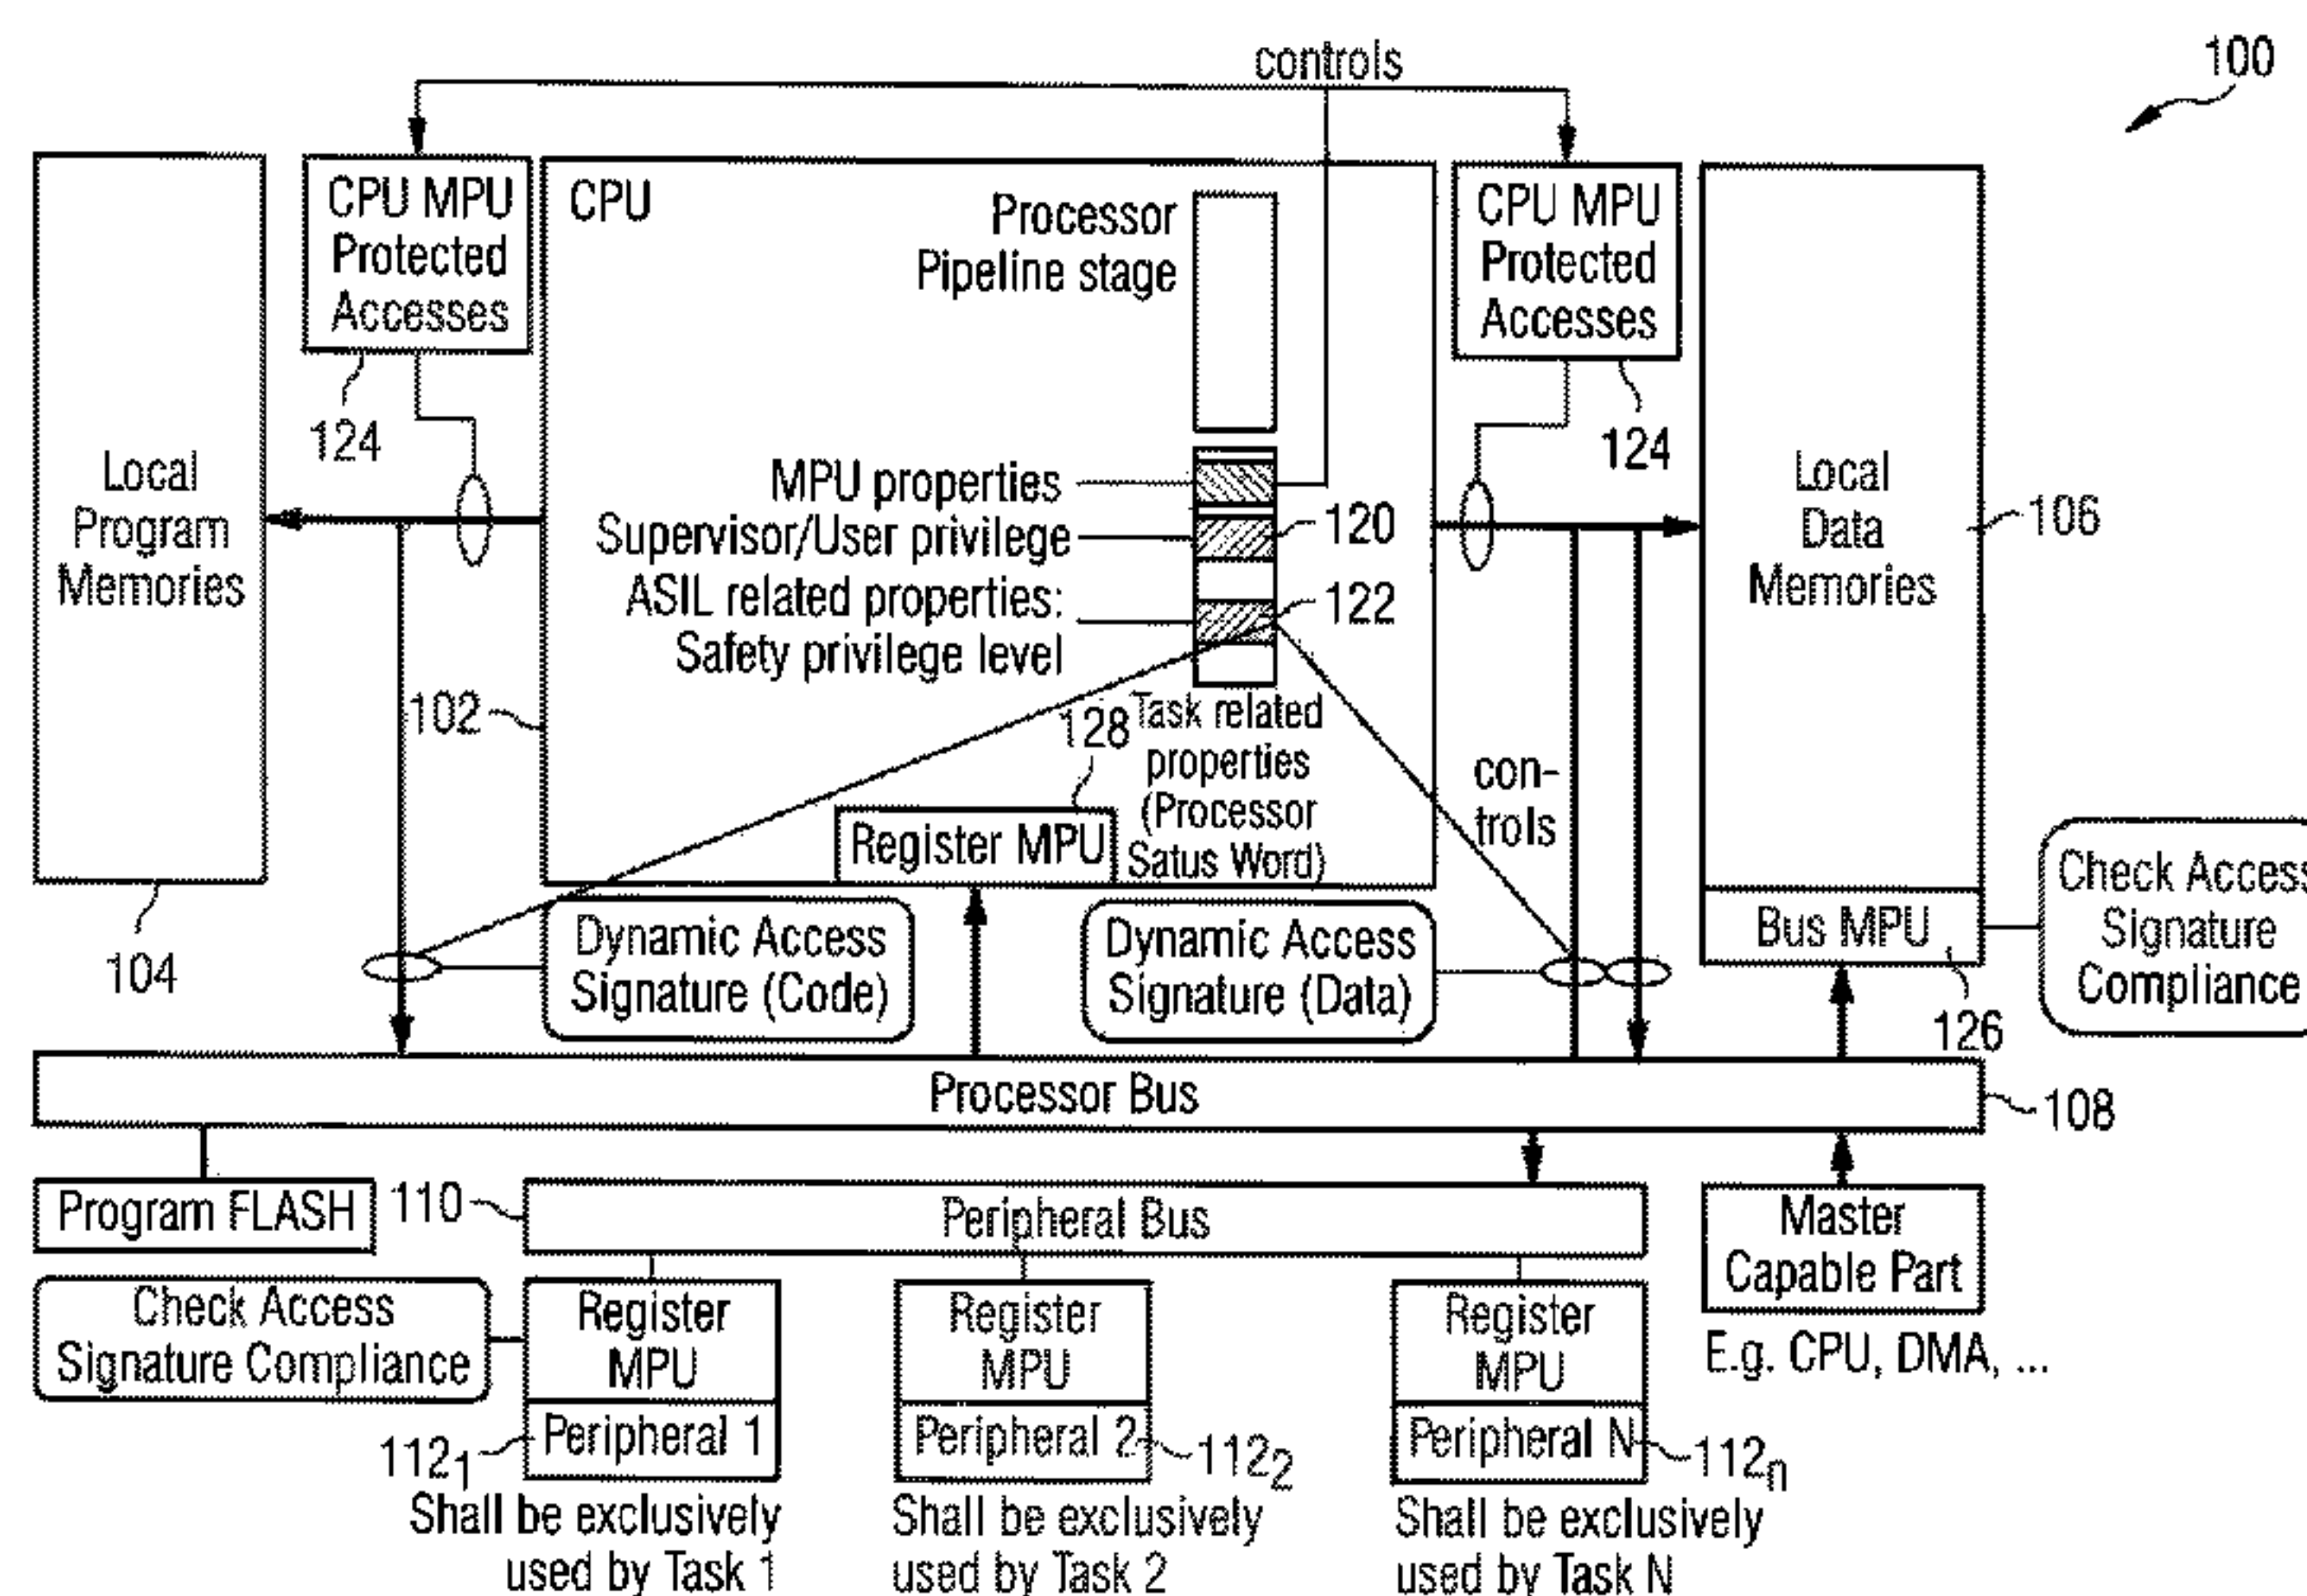 controls
100
CPU MPU
Protected
Accesses
124
CPU
Processor
Pipeline stage
CPU MPU
Protected
Accesses
124
Local
Program
Memories
104
MPU properties
Supervisor/User privilege
120
ASIL related properties:
Safety privilege level
122
102
128
Task related
properties
(Processor
Satus Word)
Register MPU
con-
trols
Local
Data
Memories
106
Bus MPU
126
Check Access
Signature
Compliance
Dynamic Access
Signature (Code)
Dynamic Access
Signature (Data)
Processor Bus
108
Program FLASH
110
Peripheral Bus
Master
Capable Part
E.g. CPU, DMA, ...
Check Access
Signature Compliance
Register
MPU
Peripheral 1
112₁
Shall be exclusively
used by Task 1
Register
MPU
Peripheral 2
112₂
Shall be exclusively
used by Task 2
Register
MPU
Peripheral N
112ₙ
Shall be exclusively
used by Task N